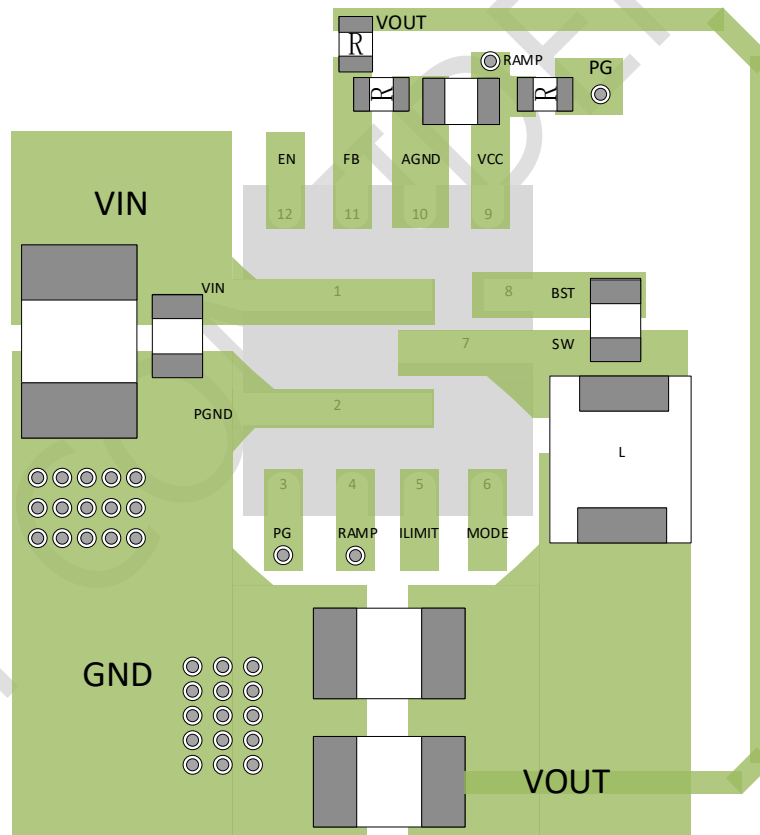 VOUT
R
RAMP
PG
R
R
EN
FB
AGND
VCC
12
11
10
9
VIN
VIN
1
8
BST
7
SW
2
PGND
L
3
4
5
6
PG
RAMP
ILIMIT
MODE
GND
VOUT